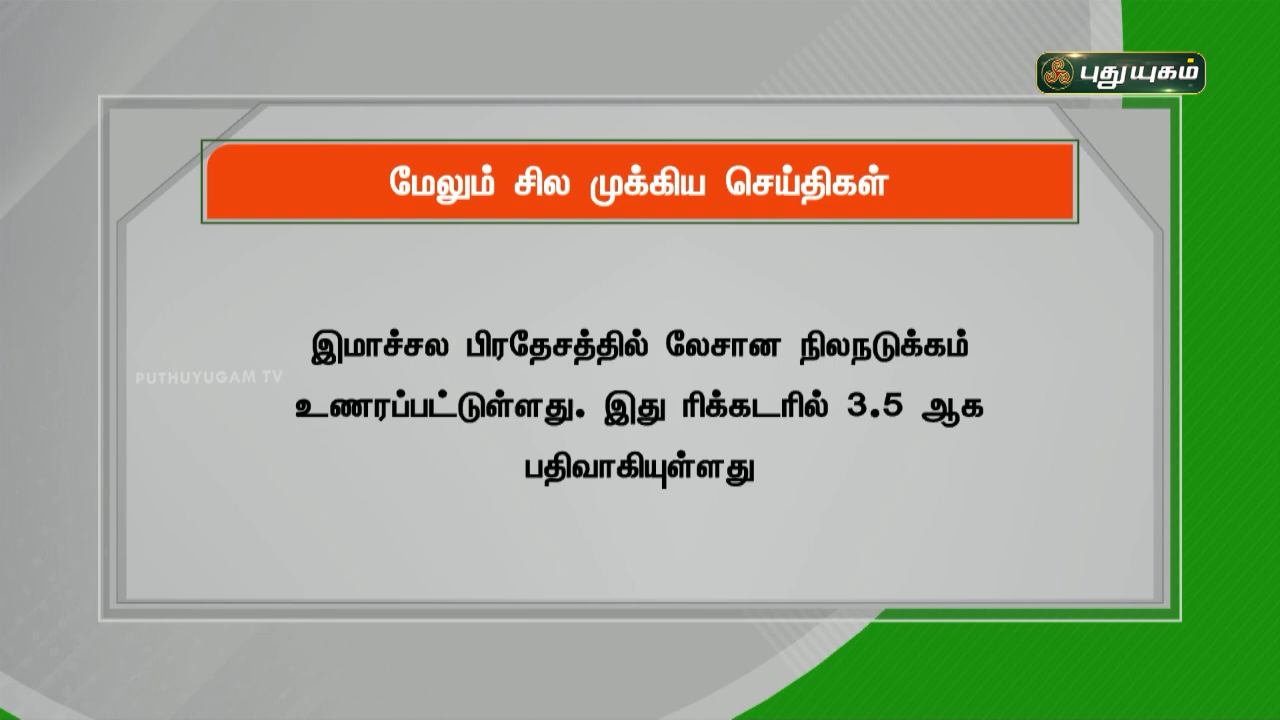 புதுயுகம்
மேலும் சில முக்கிய செய்திகள்
இமாச்சல பிரதேசத்தில் லேசான நிலநடுக்கம்
PUTHUYUGAM TV
உணரப்பட்டுள்ளது. இது ரிக்கடரில் 3.5 ஆக
பதிவாகியுள்ளது